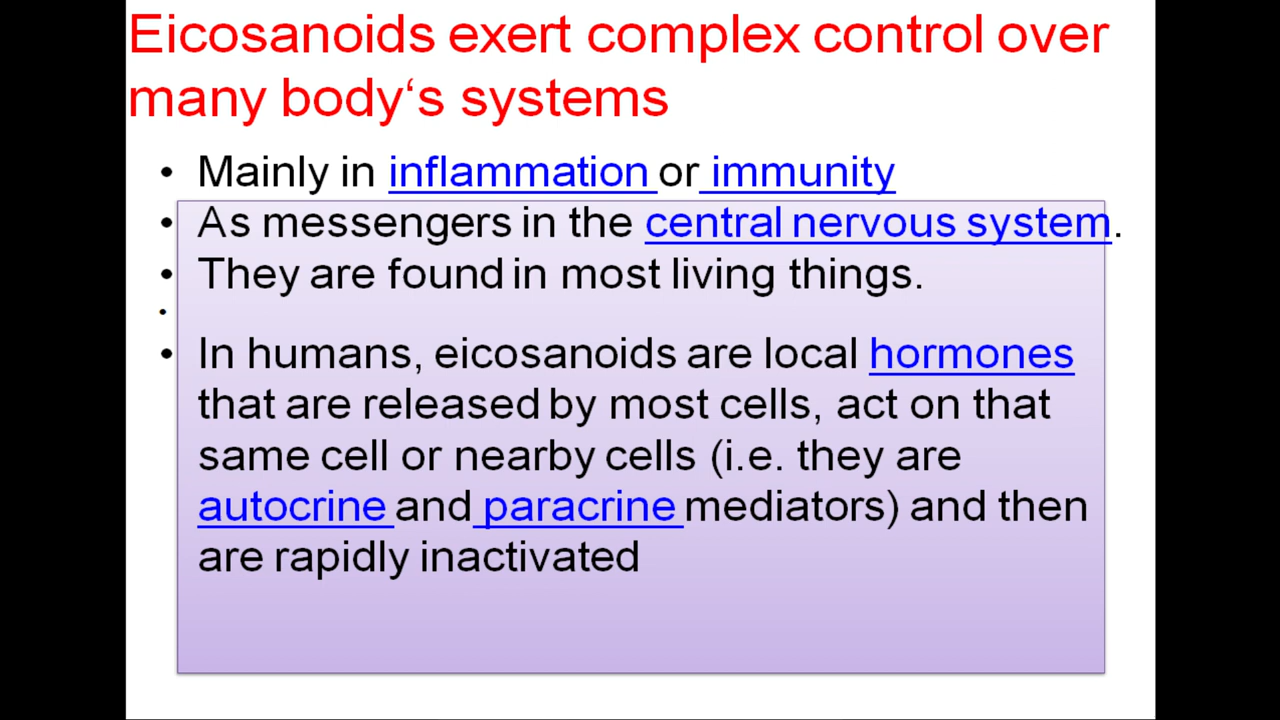 Eicosanoids exert complex control over
many body‘s systems
• Mainly in inflammation or immunity
• As messengers in the central nervous system.
• They are found in most living things.
•
• In humans, eicosanoids are local hormones
that are released by most cells, act on that
same cell or nearby cells (i.e. they are
autocrine and paracrine mediators) and then
are rapidly inactivated